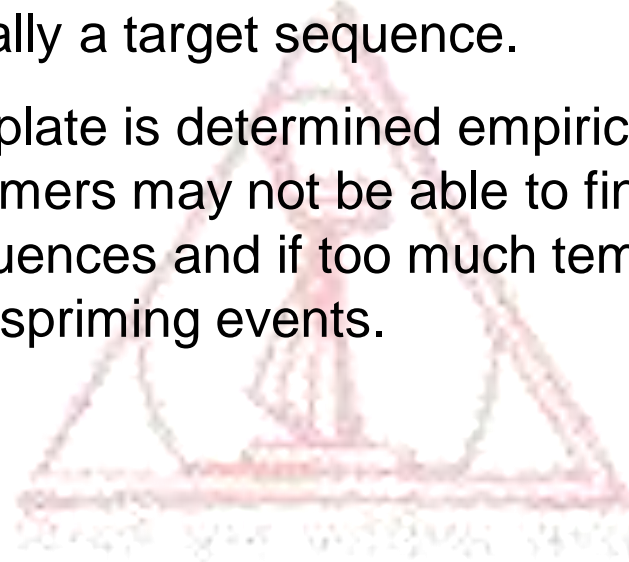 ally a target sequence.
plate is determined empiric
mers may not be able to fin
uences and if too much tem
spriming events.